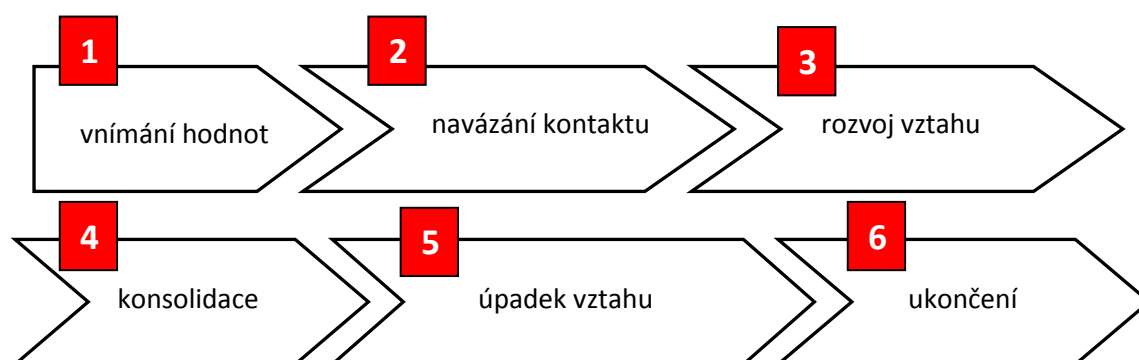 1
vnímání hodnot
2
navázání kontaktu
3
rozvoj vztahu
4
konsolidace
5
úpadek vztahu
6
ukončení